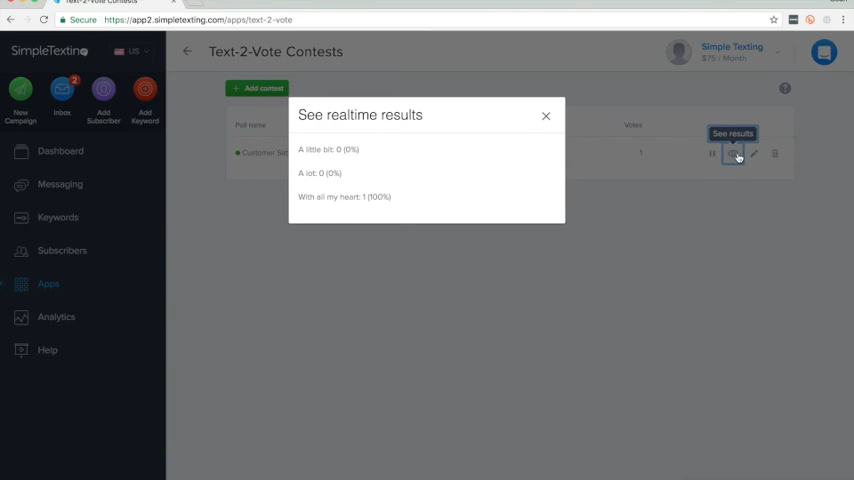 Text-2-Vote Contests
Secure https://app2.simpletexting.com/apps/text-2-vote
SimpleTexting
US
Text-2-Vote Contests
Simple Texting
$75 / Month
2
New Campaign
Inbox
Add Subscriber
Add Keyword
+ Add contest
Poll name
Votes
See results
Customer Sat
1
See realtime results
A little bit: 0 (0%)
A lot: 0 (0%)
With all my heart: 1 (100%)
Dashboard
Messaging
Keywords
Subscribers
Apps
Analytics
Help